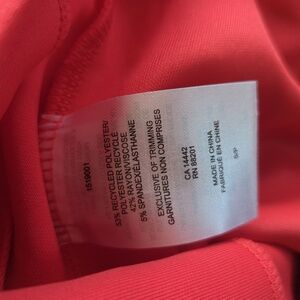 1519001
53% RECYCLED POLYESTER/
POLYESTER RECYCLÉ
42% RAYON/VISCOSE
5% SPANDEX/ÉLASTHANNE
EXCLUSIVE OF TRIMMING
GARNITURES NON COMPRISES
CA 14442
RN 88201
MADE IN CHINA
FABRIQUÉ EN CHINE
S/P